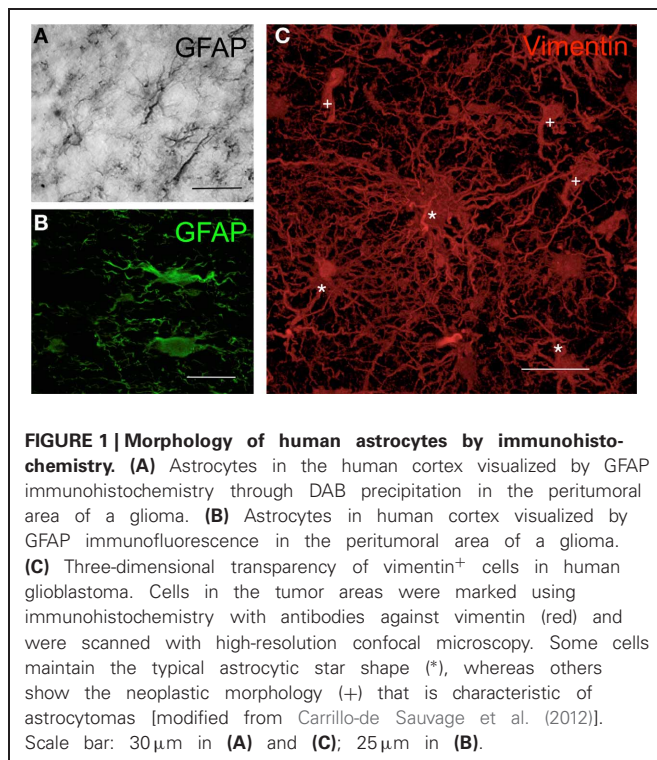 A
GFAP
B
GFAP
C
Vimentin
+
+
+
*
*
*
FIGURE 1 | Morphology of human astrocytes by immunohisto-
chemistry. (A) Astrocytes in the human cortex visualized by GFAP
immunohistochemistry through DAB precipitation in the peritumoral
area of a glioma. (B) Astrocytes in human cortex visualized by
GFAP immunofluorescence in the peritumoral area of a glioma.
(C) Three-dimensional transparency of vimentin⁺ cells in human
glioblastoma. Cells in the tumor areas were marked using
immunohistochemistry with antibodies against vimentin (red) and
were scanned with high-resolution confocal microscopy. Some cells
maintain the typical astrocytic star shape (*), whereas others
show the neoplastic morphology (+) that is characteristic of
astrocytomas [modified from Carrillo-de Sauvage et al. (2012)].
Scale bar: 30 μm in (A) and (C); 25 μm in (B).